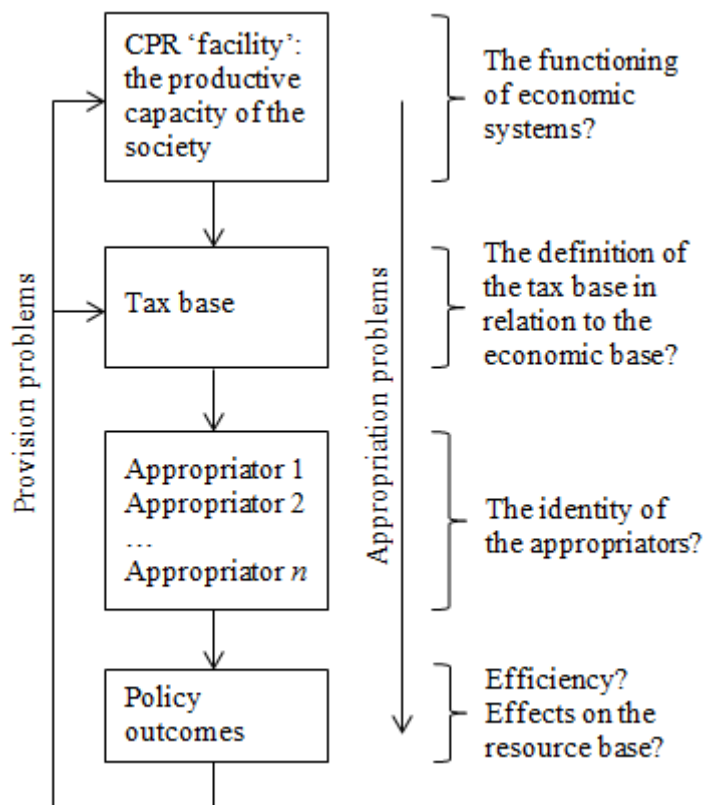 CPR ‘facility’:
the productive
capacity of the
society
The functioning
of economic
systems?
Tax base
The definition of
the tax base in
relation to the
economic base?
Provision problems
Appropriation problems
Appropriator 1
Appropriator 2
…
Appropriator n
The identity of
the appropriators?
Policy
outcomes
Efficiency?
Effects on the
resource base?